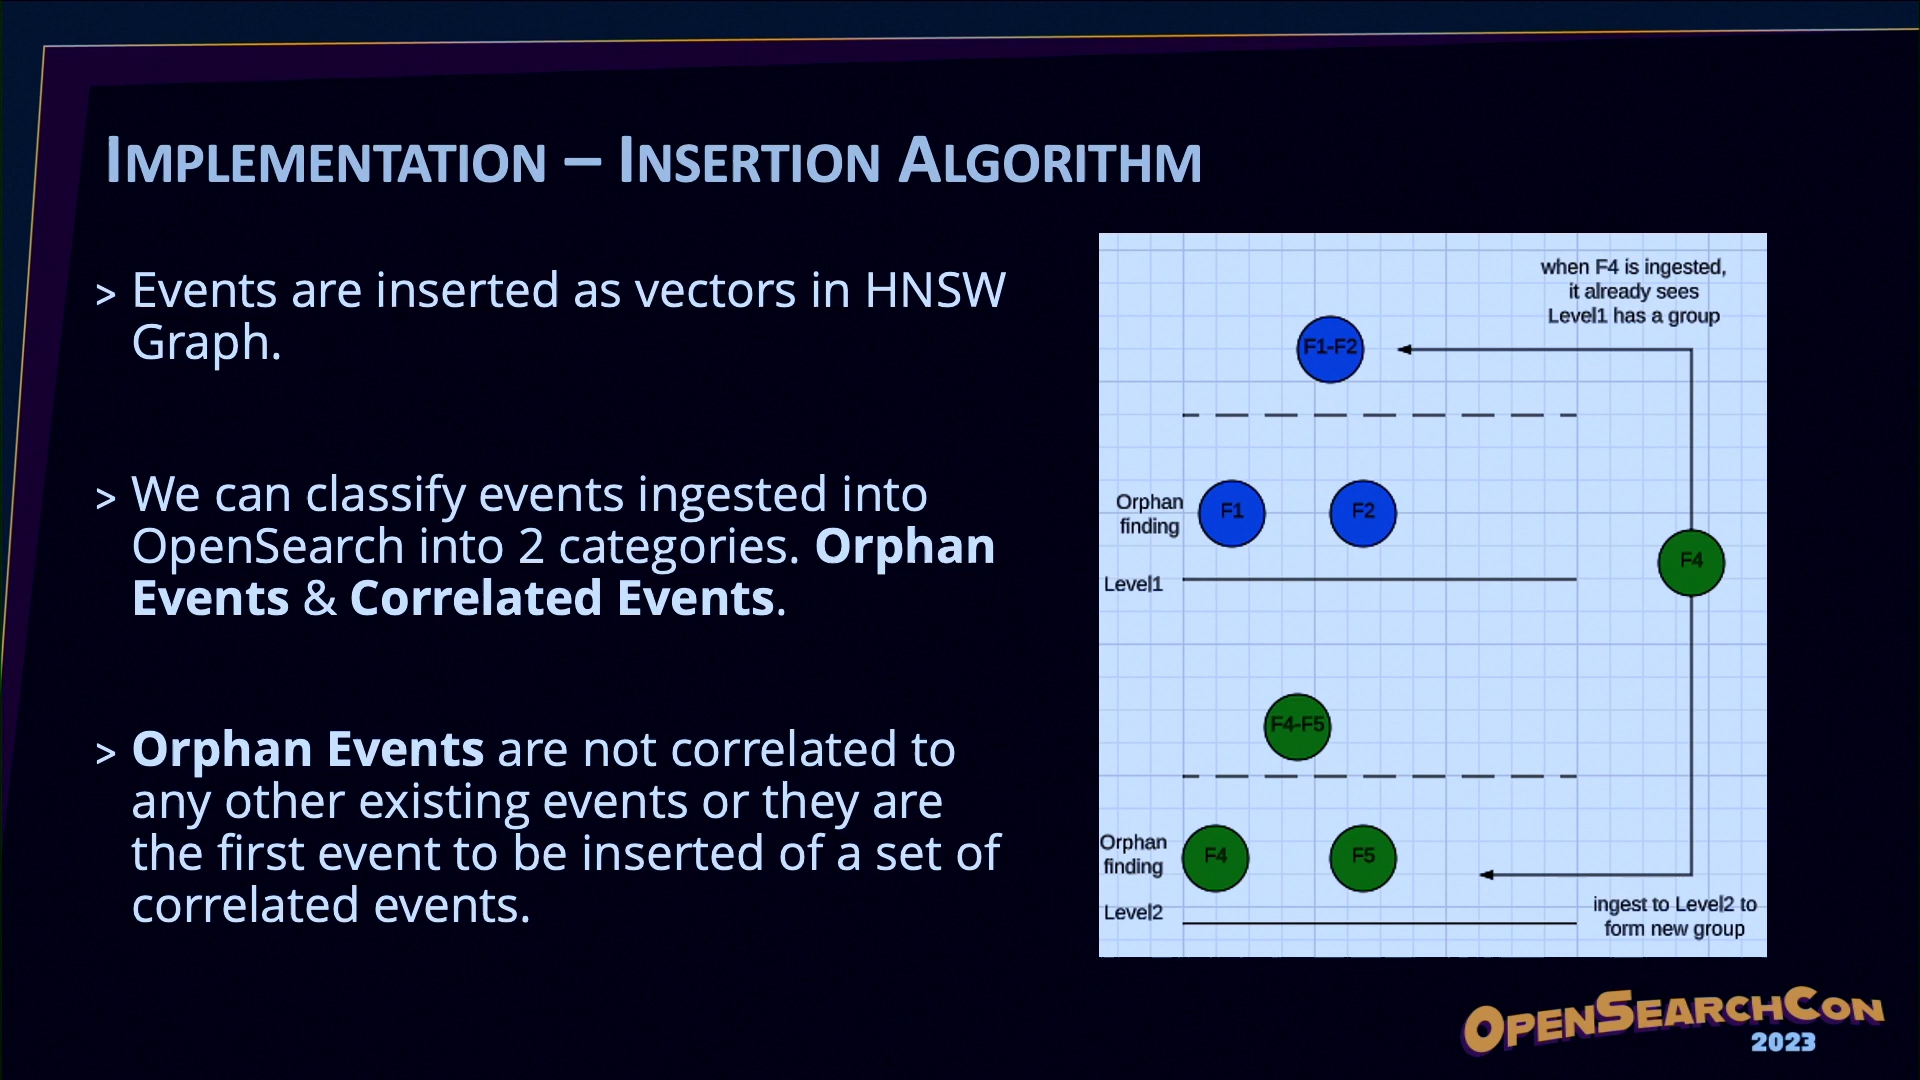 IMPLEMENTATION – INSERTION ALGORITHM
> Events are inserted as vectors in HNSW
Graph.
> We can classify events ingested into
OpenSearch into 2 categories. Orphan
Events & Correlated Events.
> Orphan Events are not correlated to
any other existing events or they are
the first event to be inserted of a set of
correlated events.
when F4 is ingested,
it already sees
Level1 has a group
F1-F2
Orphan
finding
F1
F2
Level1
F4
F4-F5
Orphan
finding
F4
F5
Level2
ingest to Level2 to
form new group
OPENSEARCHCON
2023